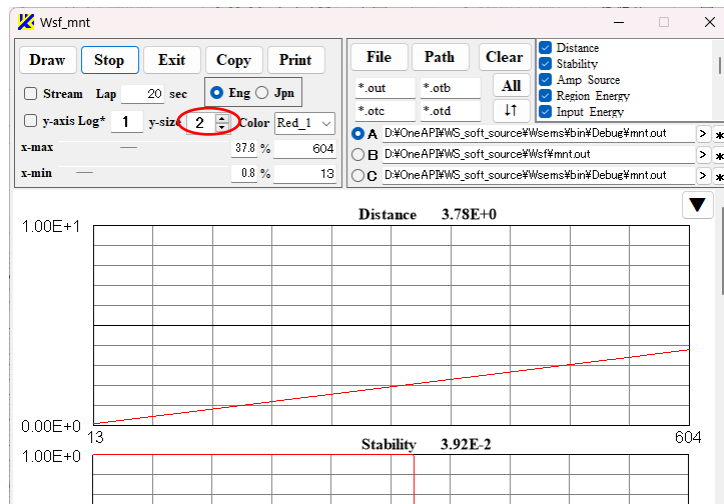 Wsf_mnt
Draw Stop Exit Copy Print
Stream Lap 20 sec Eng Jpn
y-axis Log* 1 y-size 2 Color Red_1
x-max 37.8 % 604
x-min 0.8 % 13
File Path Clear
*.out *.otb All
*.otc *.otd ↓↑
Distance
Stability
Amp Source
Region Energy
Input Energy
A D:¥OneAPI¥WS_soft_source¥Wsems¥bin¥Debug¥mnt.out > *
B D:¥OneAPI¥WS_soft_source¥Wsf¥mnt.out > *
C D:¥OneAPI¥WS_soft_source¥Wsems¥bin¥Debug¥mnt.out > *
▼
Distance 3.78E+0
1.00E+1
0.00E+0
13 604
Stability 3.92E-2
1.00E+0